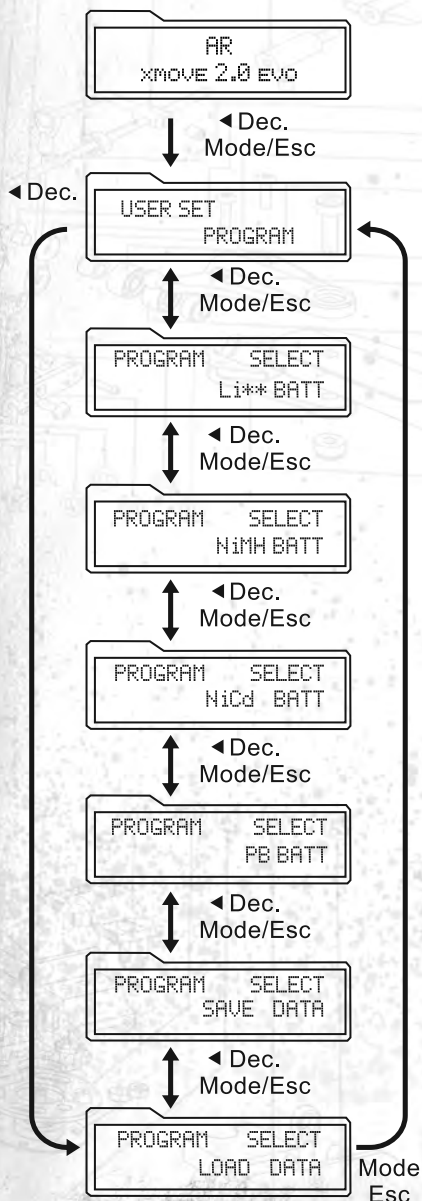 AR
xmove 2.0 evo
◄ Dec.
Mode/Esc
◄ Dec.
USER SET
PROGRAM
◄ Dec.
Mode/Esc
PROGRAM SELECT
Li** BATT
◄ Dec.
Mode/Esc
PROGRAM SELECT
NiMH BATT
◄ Dec.
Mode/Esc
PROGRAM SELECT
NiCd BATT
◄ Dec.
Mode/Esc
PROGRAM SELECT
PB BATT
◄ Dec.
Mode/Esc
PROGRAM SELECT
SAVE DATA
◄ Dec.
Mode/Esc
PROGRAM SELECT
LOAD DATA
Mode
Esc